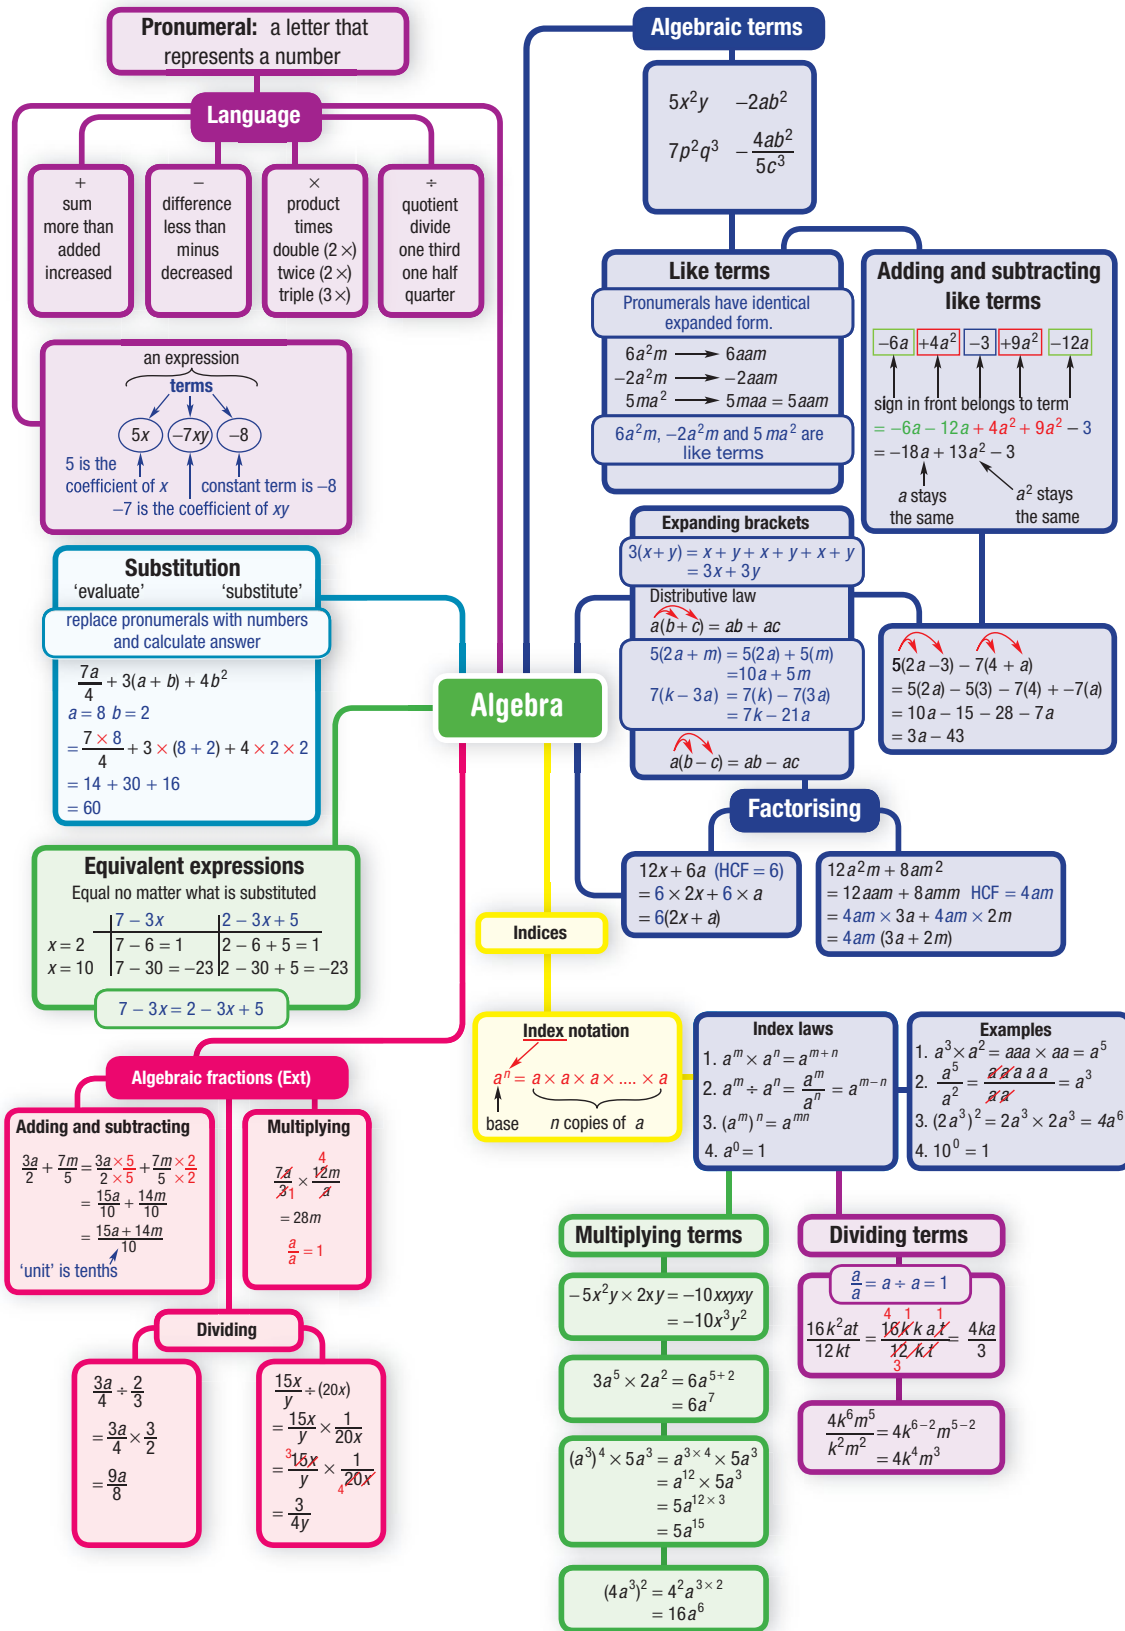 Pronumeral: a letter that
represents a number
Language
+
sum
more than
added
increased
−
difference
less than
minus
decreased
×
product
times
double (2 ×)
twice (2 ×)
triple (3 ×)
÷
quotient
divide
one third
one half
quarter
an expression
terms
5x −7xy −8
5 is the
coefficient of x constant term is −8
−7 is the coefficient of xy
Substitution
‘evaluate’ ‘substitute’
replace pronumerals with numbers
and calculate answer
7a/4 + 3(a + b) + 4b²
a = 8 b = 2
= (7 × 8)/4 + 3 × (8 + 2) + 4 × 2 × 2
= 14 + 30 + 16
= 60
Equivalent expressions
Equal no matter what is substituted
7 − 3x 2 − 3x + 5
x = 2 7 − 6 = 1 2 − 6 + 5 = 1
x = 10 7 − 30 = −23 2 − 30 + 5 = −23
7 − 3x = 2 − 3x + 5
Algebra
Algebraic terms
5x²y −2ab²
7p²q³ −4ab²/5c³
Like terms
Pronumerals have identical
expanded form.
6a²m → 6aam
−2a²m → −2aam
5ma² → 5maa = 5aam
6a²m, −2a²m and 5ma² are
like terms
Adding and subtracting
like terms
−6a +4a² −3 +9a² −12a
sign in front belongs to term
= −6a − 12a + 4a² + 9a² − 3
= −18a + 13a² − 3
a stays
the same
a² stays
the same
Expanding brackets
3(x + y) = x + y + x + y + x + y
= 3x + 3y
Distributive law
a(b + c) = ab + ac
5(2a + m) = 5(2a) + 5(m)
=10a + 5m
7(k − 3a) = 7(k) − 7(3a)
= 7k − 21a
a(b − c) = ab − ac
5(2a − 3) − 7(4 + a)
= 5(2a) − 5(3) − 7(4) + −7(a)
= 10a − 15 − 28 − 7a
= 3a − 43
Factorising
12x + 6a (HCF = 6)
= 6 × 2x + 6 × a
= 6(2x + a)
12a²m + 8am²
= 12aam + 8amm HCF = 4am
= 4am × 3a + 4am × 2m
= 4am (3a + 2m)
Indices
Index notation
aⁿ = a × a × a × .... × a
base n copies of a
Index laws
1. aᵐ × aⁿ = aᵐ⁺ⁿ
2. aᵐ ÷ aⁿ = aᵐ/aⁿ = aᵐ⁻ⁿ
3. (aᵐ)ⁿ = aᵐⁿ
4. a⁰ = 1
Examples
1. a³ × a² = aaa × aa = a⁵
2. a⁵/a² = a a a a a/a a = a³
3. (2a³)² = 2a³ × 2a³ = 4a⁶
4. 10⁰ = 1
Algebraic fractions (Ext)
Adding and subtracting
3a/2 + 7m/5 = (3a × 5)/(2 × 5) + (7m × 2)/(5 × 2)
= 15a/10 + 14m/10
= (15a + 14m)/10
‘unit’ is tenths
Multiplying
4
7a/3 1 × 12m/a
= 28m
a/a = 1
Dividing
3a/4 ÷ 2/3
= 3a/4 × 3/2
= 9a/8
15x/y ÷ (20x)
= 15x/y × 1/20x
= 3 15x/y × 1/4 20x
= 3/4y
Multiplying terms
−5x²y × 2xy = −10xxyxy
= −10x³y²
3a⁵ × 2a² = 6a⁵⁺²
= 6a⁷
(a³)⁴ × 5a³ = a³ˣ⁴ × 5a³
= a¹² × 5a³
= 5a¹² ˣ ³
= 5a¹⁵
(4a³)² = 4²a³ˣ²
= 16a⁶
Dividing terms
a/a = a ÷ a = 1
4 1 1
16k²at/12kt = 16k k a t/12 k t = 4ka/3
3
4k⁶m⁵/k²m² = 4k⁶⁻²m⁵⁻²
= 4k⁴m³